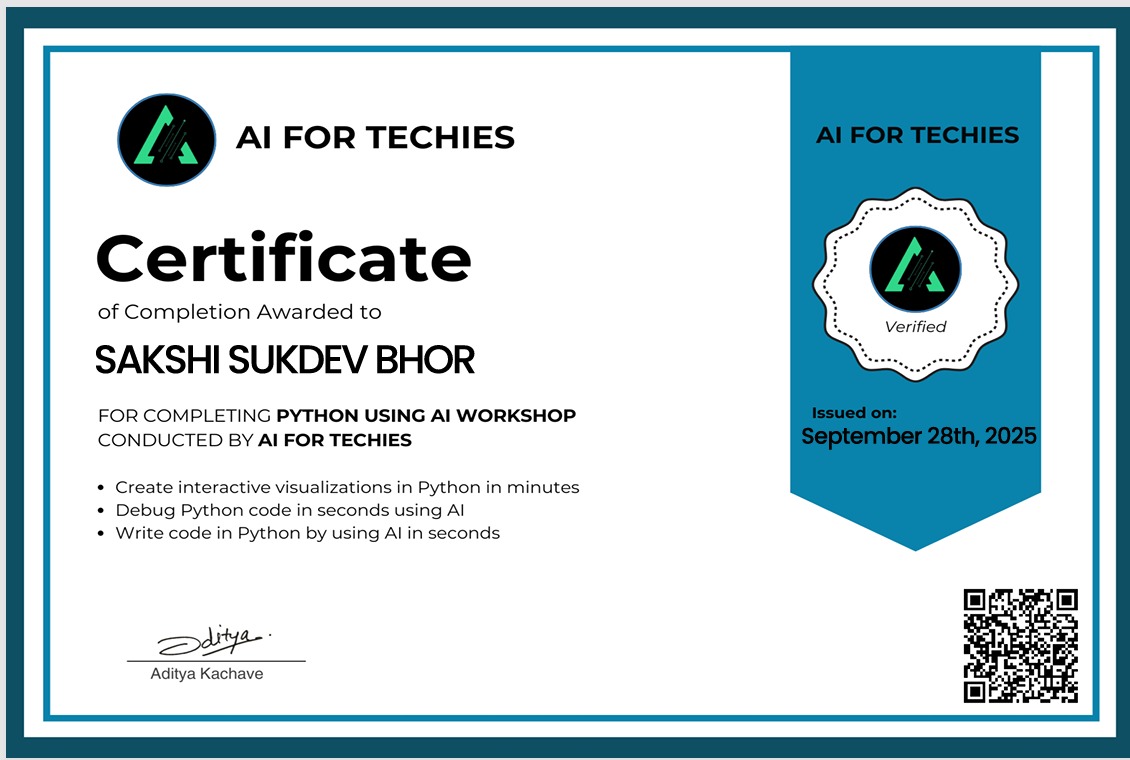 AI FOR TECHIES
Certificate
of Completion Awarded to
SAKSHI SUKDEV BHOR
FOR COMPLETING PYTHON USING AI WORKSHOP
CONDUCTED BY AI FOR TECHIES
• Create interactive visualizations in Python in minutes
• Debug Python code in seconds using AI
• Write code in Python by using AI in seconds
Aditya.
Aditya Kachave
AI FOR TECHIES
Verified
Issued on:
September 28th, 2025